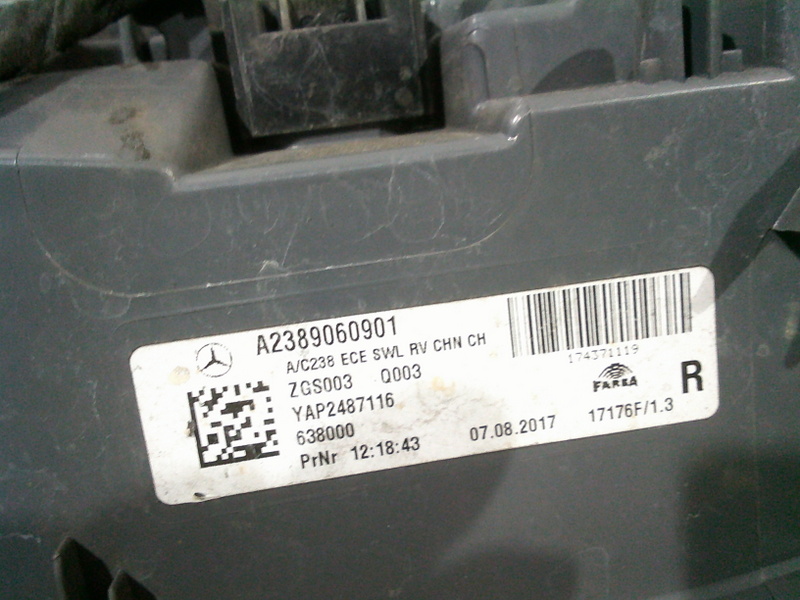 A2389060901
A/C238 ECE SWL RV CHN CH
ZGS003 Q003
YAP2487116
638000
PrNr 12:18:43 07.08.2017
174371119
FARBA
R
17176F/1.3